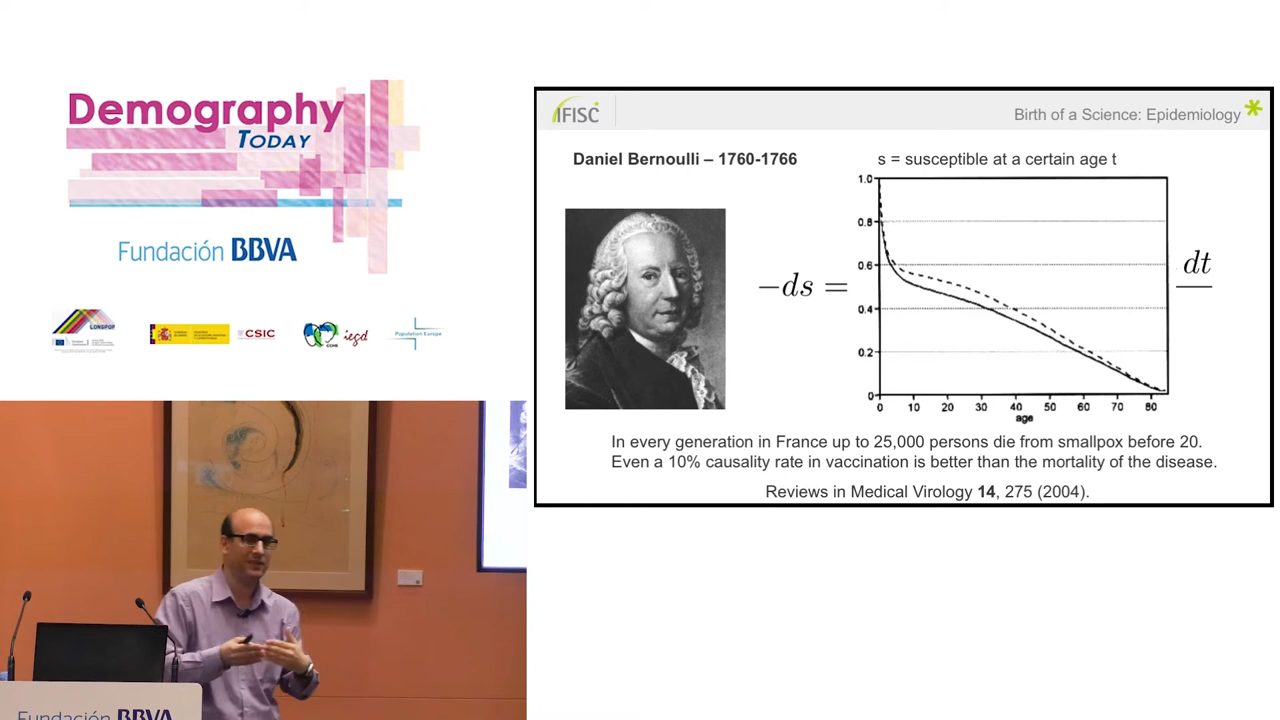 Demography
TODAY
Fundación BBVA
LONGPOP
CSIC
iegd
Population Europe
IFISC
Birth of a Science: Epidemiology
Daniel Bernoulli – 1760-1766
s = susceptible at a certain age t
1.0
0.8
0.6
0.4
0.2
0
0 10 20 30 40 50 60 70 80
age
−ds =
dt
In every generation in France up to 25,000 persons die from smallpox before 20.
Even a 10% causality rate in vaccination is better than the mortality of the disease.
Reviews in Medical Virology 14, 275 (2004).
Fundación BBVA